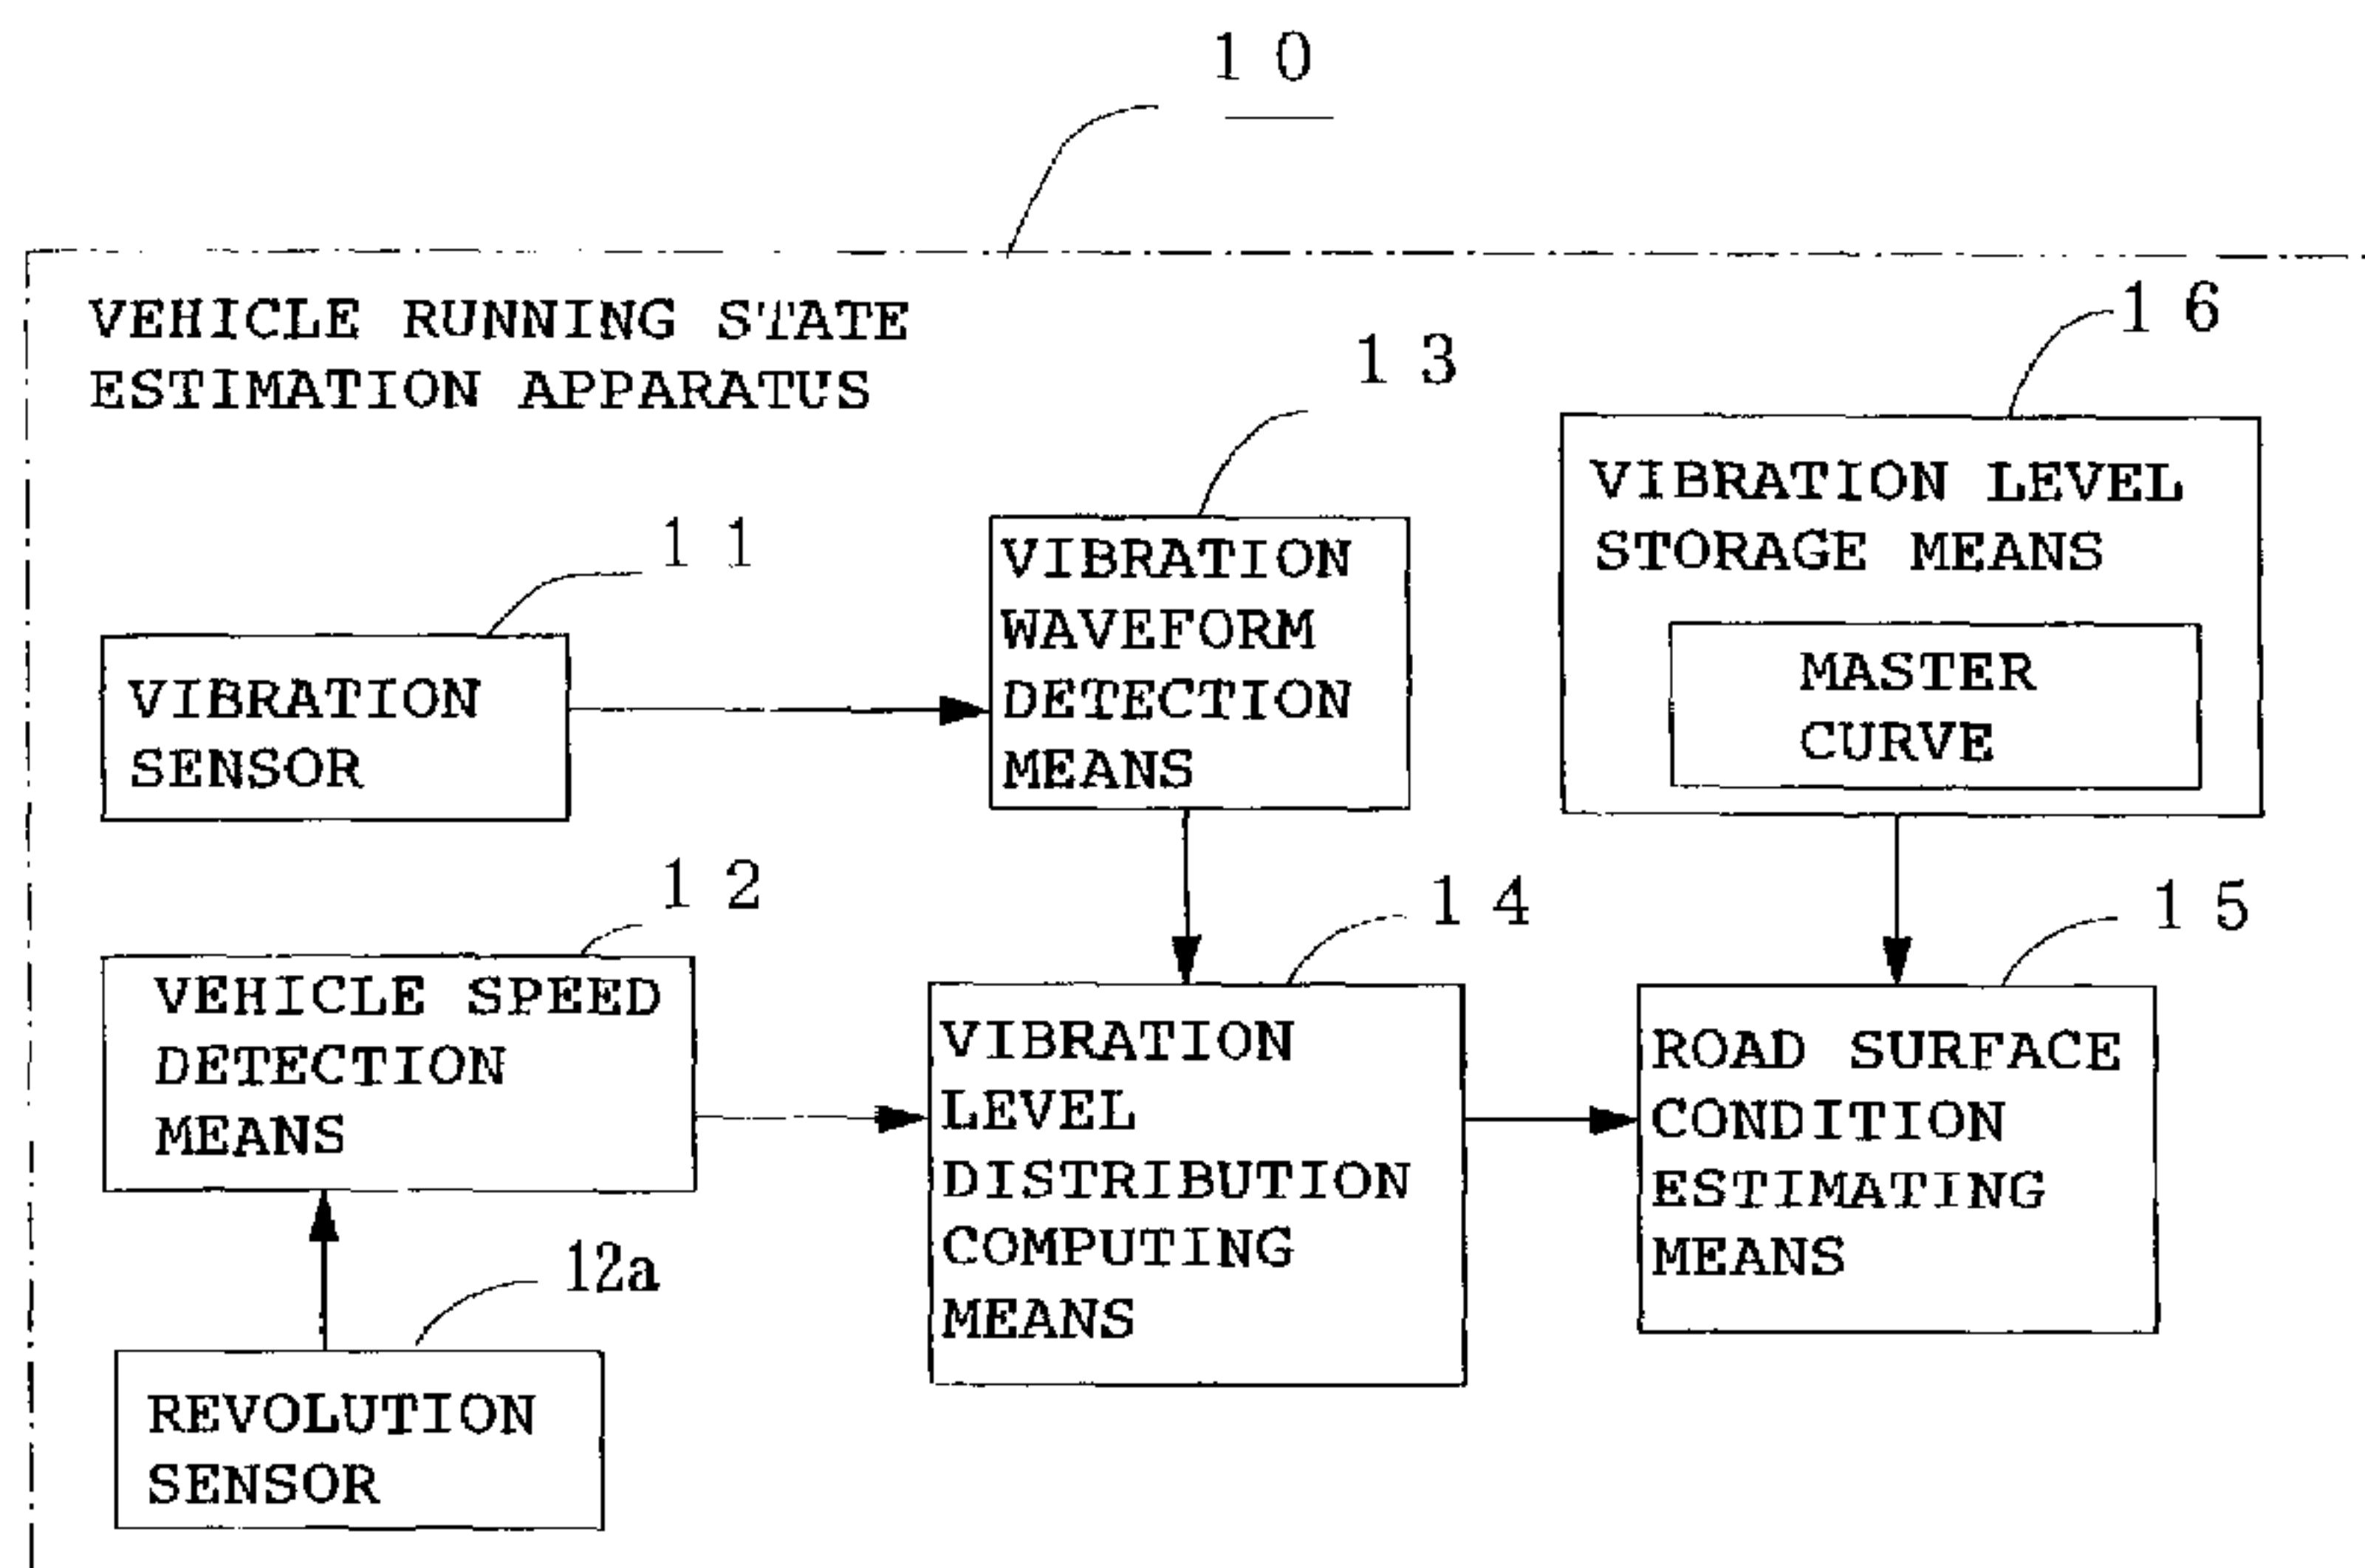 10
VEHICLE RUNNING STATE
ESTIMATION APPARATUS
11
VIBRATION
SENSOR
13
VIBRATION
WAVEFORM
DETECTION
MEANS
16
VIBRATION LEVEL
STORAGE MEANS
MASTER
CURVE
12
VEHICLE SPEED
DETECTION
MEANS
12a
REVOLUTION
SENSOR
14
VIBRATION
LEVEL
DISTRIBUTION
COMPUTING
MEANS
15
ROAD SURFACE
CONDITION
ESTIMATING
MEANS